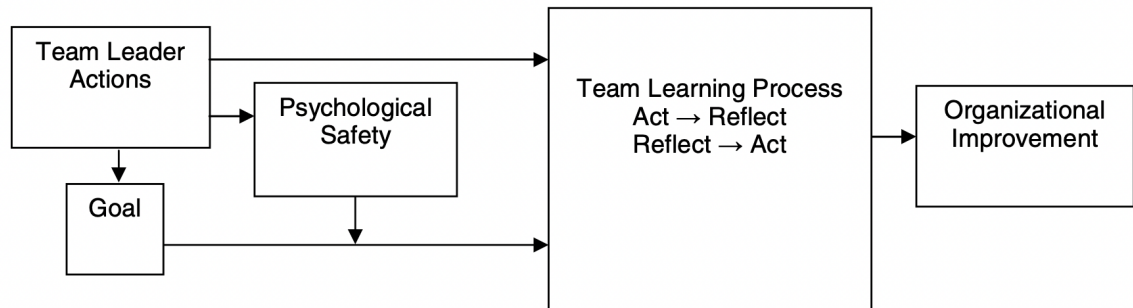 Team Leader
Actions
Psychological
Safety
Goal
Team Learning Process
Act → Reflect
Reflect → Act
Organizational
Improvement